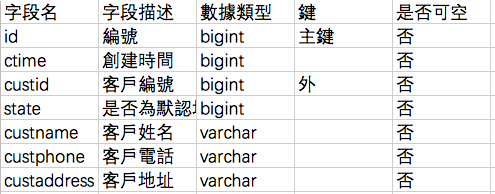 字段名 字段描述 數據類型 鍵 是否可空
id 編號 bigint 主鍵 否
ctime 創建時間 bigint 否
custid 客戶編號 bigint 外 否
state 是否為默認 bigint 否
custname 客戶姓名 varchar 否
custphone 客戶電話 varchar 否
custaddress 客戶地址 varchar 否